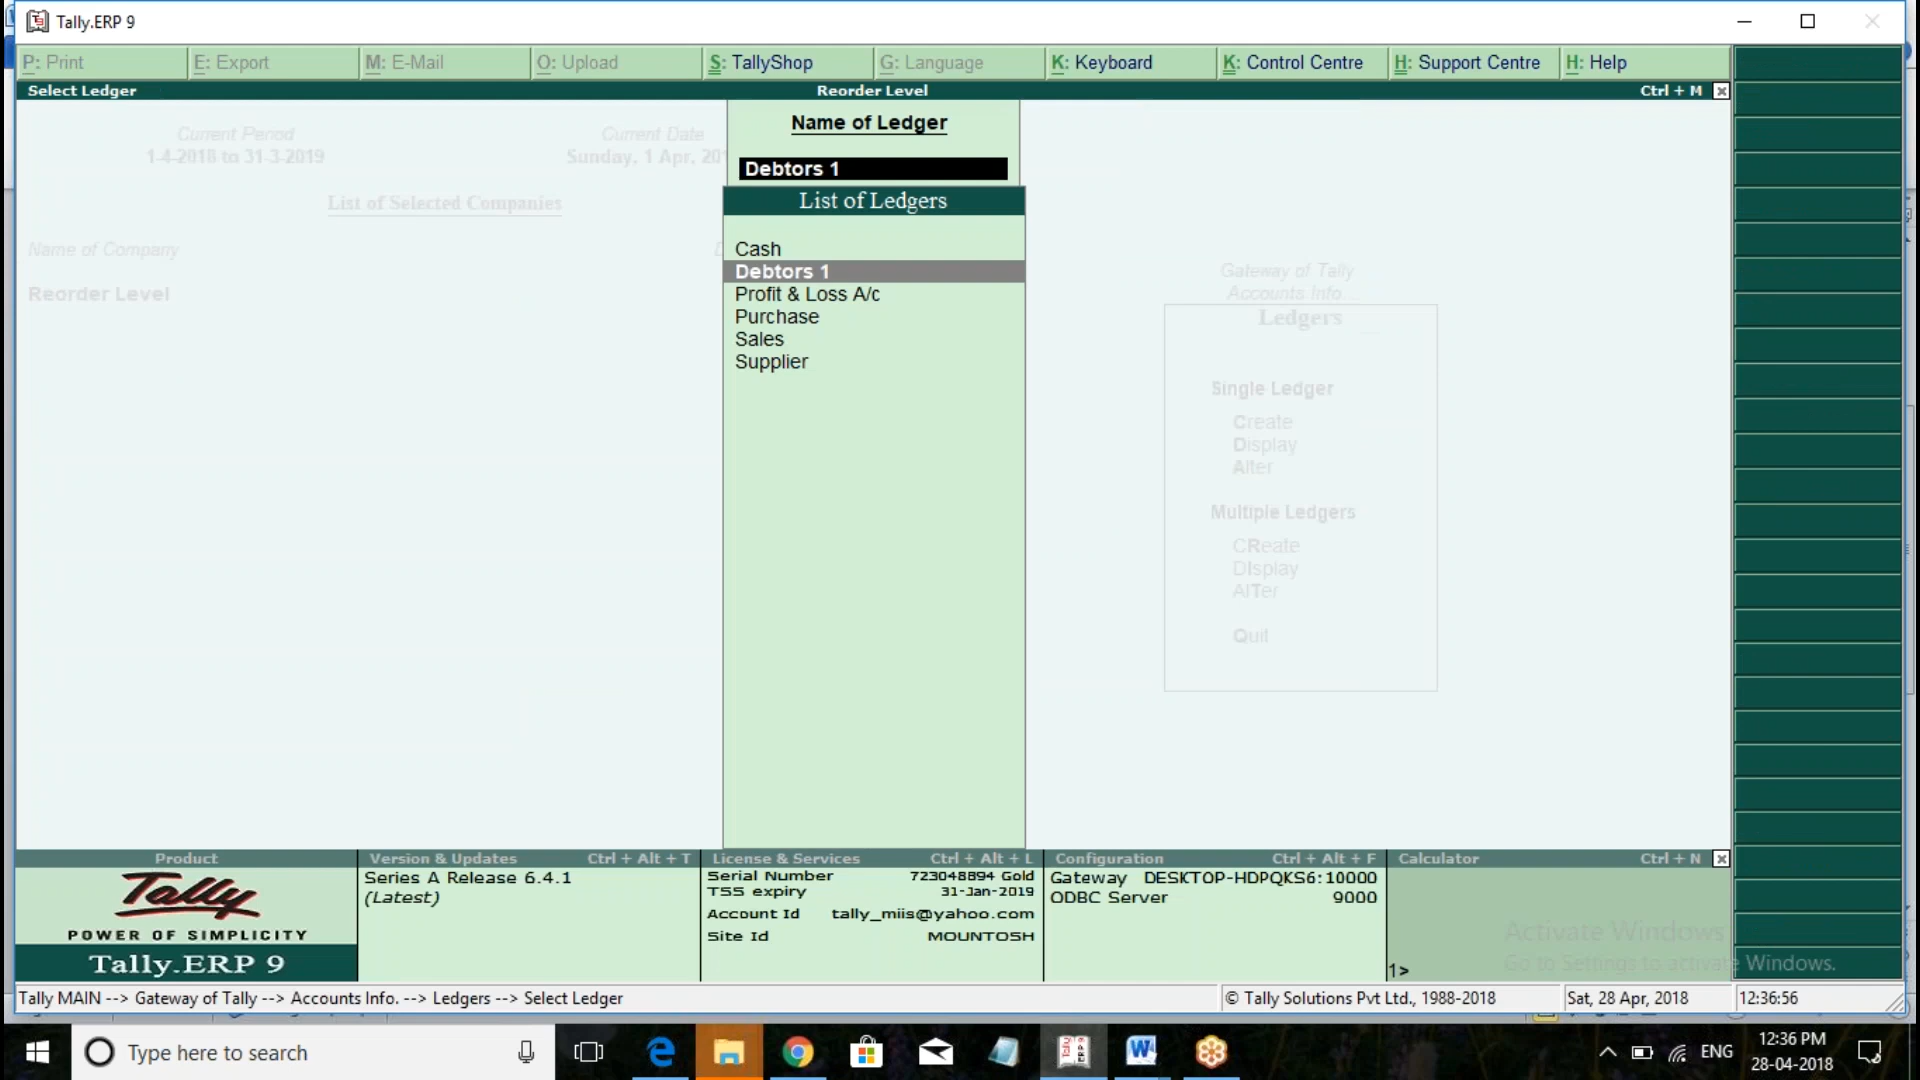 Tally.ERP 9
P: Print
E: Export
M: E-Mail
O: Upload
S: TallyShop
G: Language
K: Keyboard
K: Control Centre
H: Support Centre
H: Help
Select Ledger
Reorder Level
Ctrl + M
Current Period
1-4-2018 to 31-3-2019
Current Date
Sunday, 1 Apr, 201
List of Selected Companies
Name of Company
Reorder Level
Name of Ledger
Debtors 1
List of Ledgers
Cash
Debtors 1
Profit & Loss A/c
Purchase
Sales
Supplier
Gateway of Tally
Accounts Info...
Ledgers
Single Ledger
Create
Display
Alter
Multiple Ledgers
CReate
DIsplay
AlTer
Quit
Product
Tally
POWER OF SIMPLICITY
Tally.ERP 9
Version & Updates Ctrl + Alt + T
Series A Release 6.4.1
(Latest)
License & Services Ctrl + Alt + L
Serial Number 723048894 Gold
TSS expiry 31-Jan-2019
Account Id tally_miis@yahoo.com
Site Id MOUNTOSH
Configuration Ctrl + Alt + F
Gateway DESKTOP-HDPQKS6:10000
ODBC Server 9000
Calculator Ctrl + N
1>
Activate Windows
Go to Settings to activate Windows.
Tally MAIN --> Gateway of Tally --> Accounts Info. --> Ledgers --> Select Ledger
© Tally Solutions Pvt Ltd., 1988-2018
Sat, 28 Apr, 2018
12:36:56
Type here to search
ENG
12:36 PM
28-04-2018